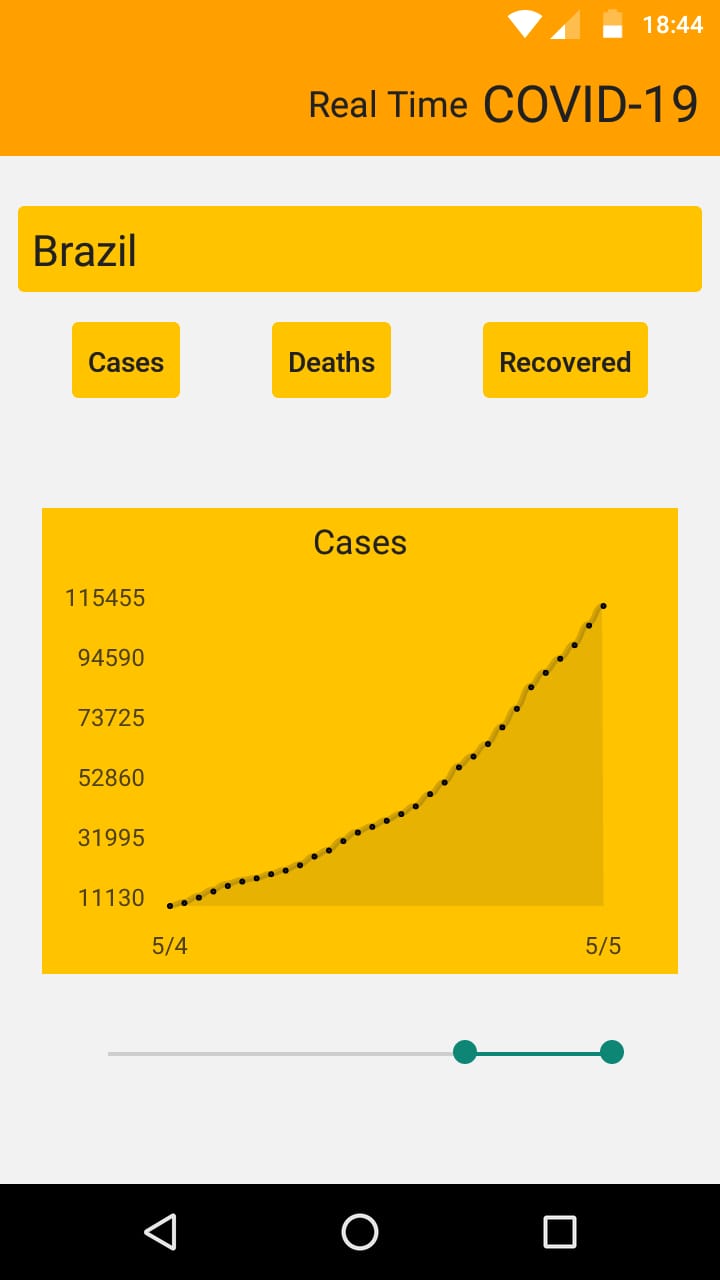 18:44
Real Time COVID-19
Brazil
Cases Deaths Recovered
Cases
115455
94590
73725
52860
31995
11130
5/4 5/5